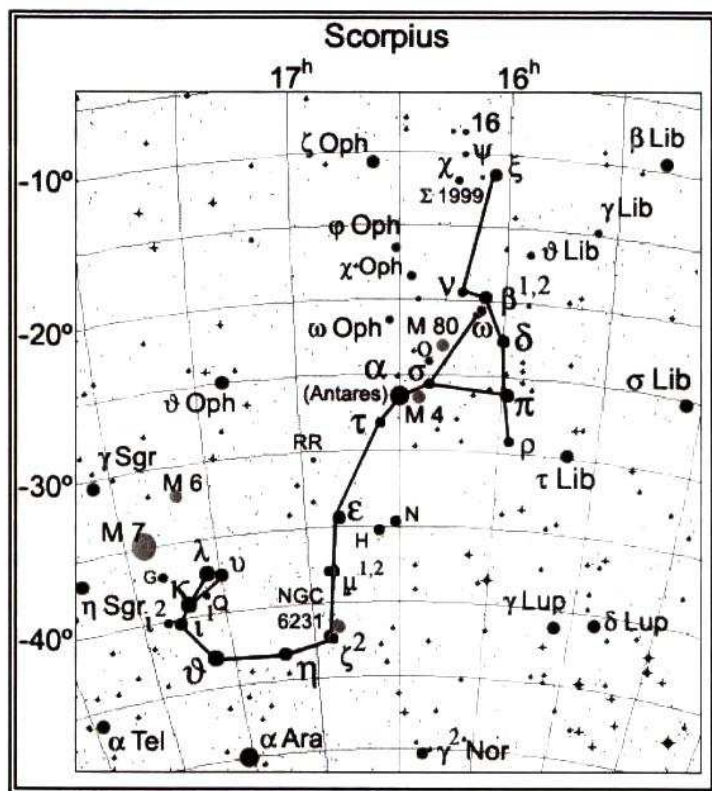 Scorpius
17h 16h
16
ζ Oph χ ψ ξ β Lib
-10°
Σ 1999
γ Lib
φ Oph
ϑ Lib
χ Oph
ν β1,2
ω Oph M 80 ω
-20°
Ο δ
α σ
(Antares) π σ Lib
ϑ Oph M 4
τ
ρ
RR τ Lib
γ Sgr
M 6
-30°
ε N
M 7 H
λ υ
G μ1,2
κ NGC
η Sgr ι2 ι1 Q 6231 γ Lup δ Lup
-40°
ζ2
ϑ η
α Tel α Ara γ2 Nor